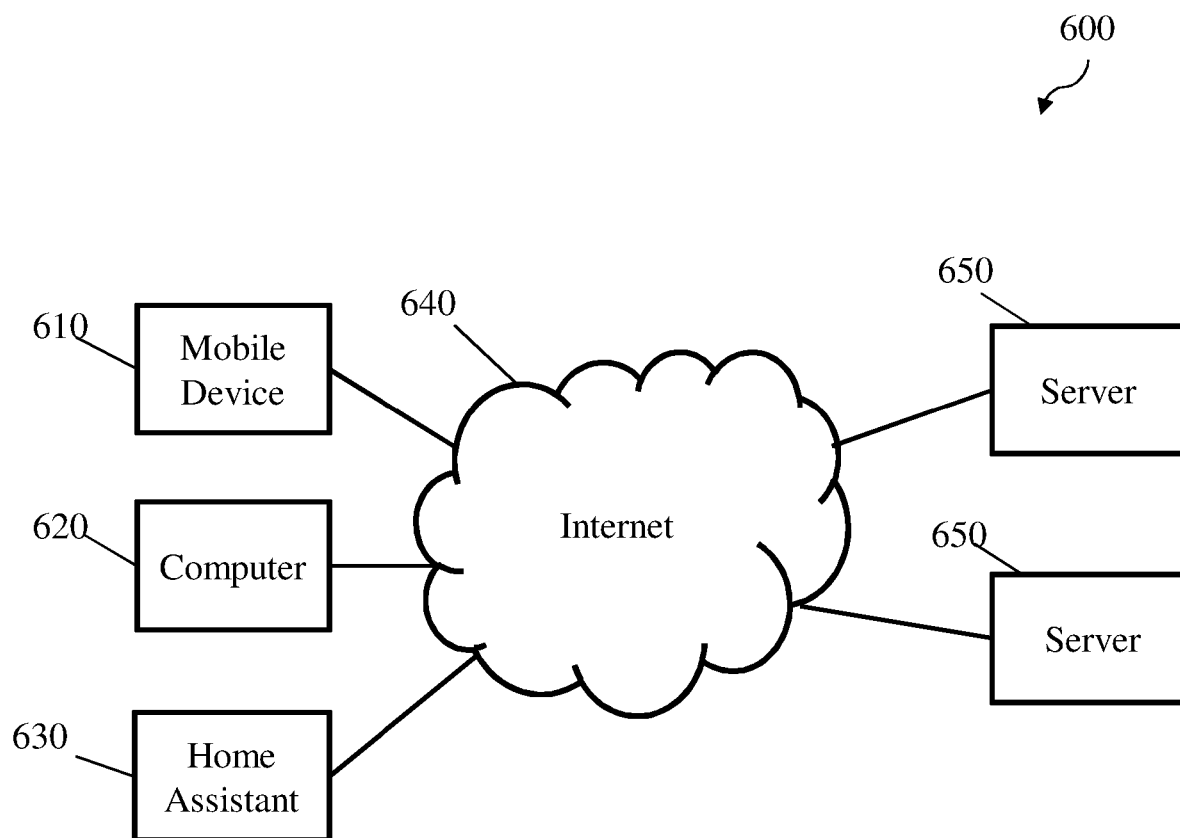 600
650
640
610
Mobile
Device
Server
620
Computer
Internet
650
Server
630
Home
Assistant